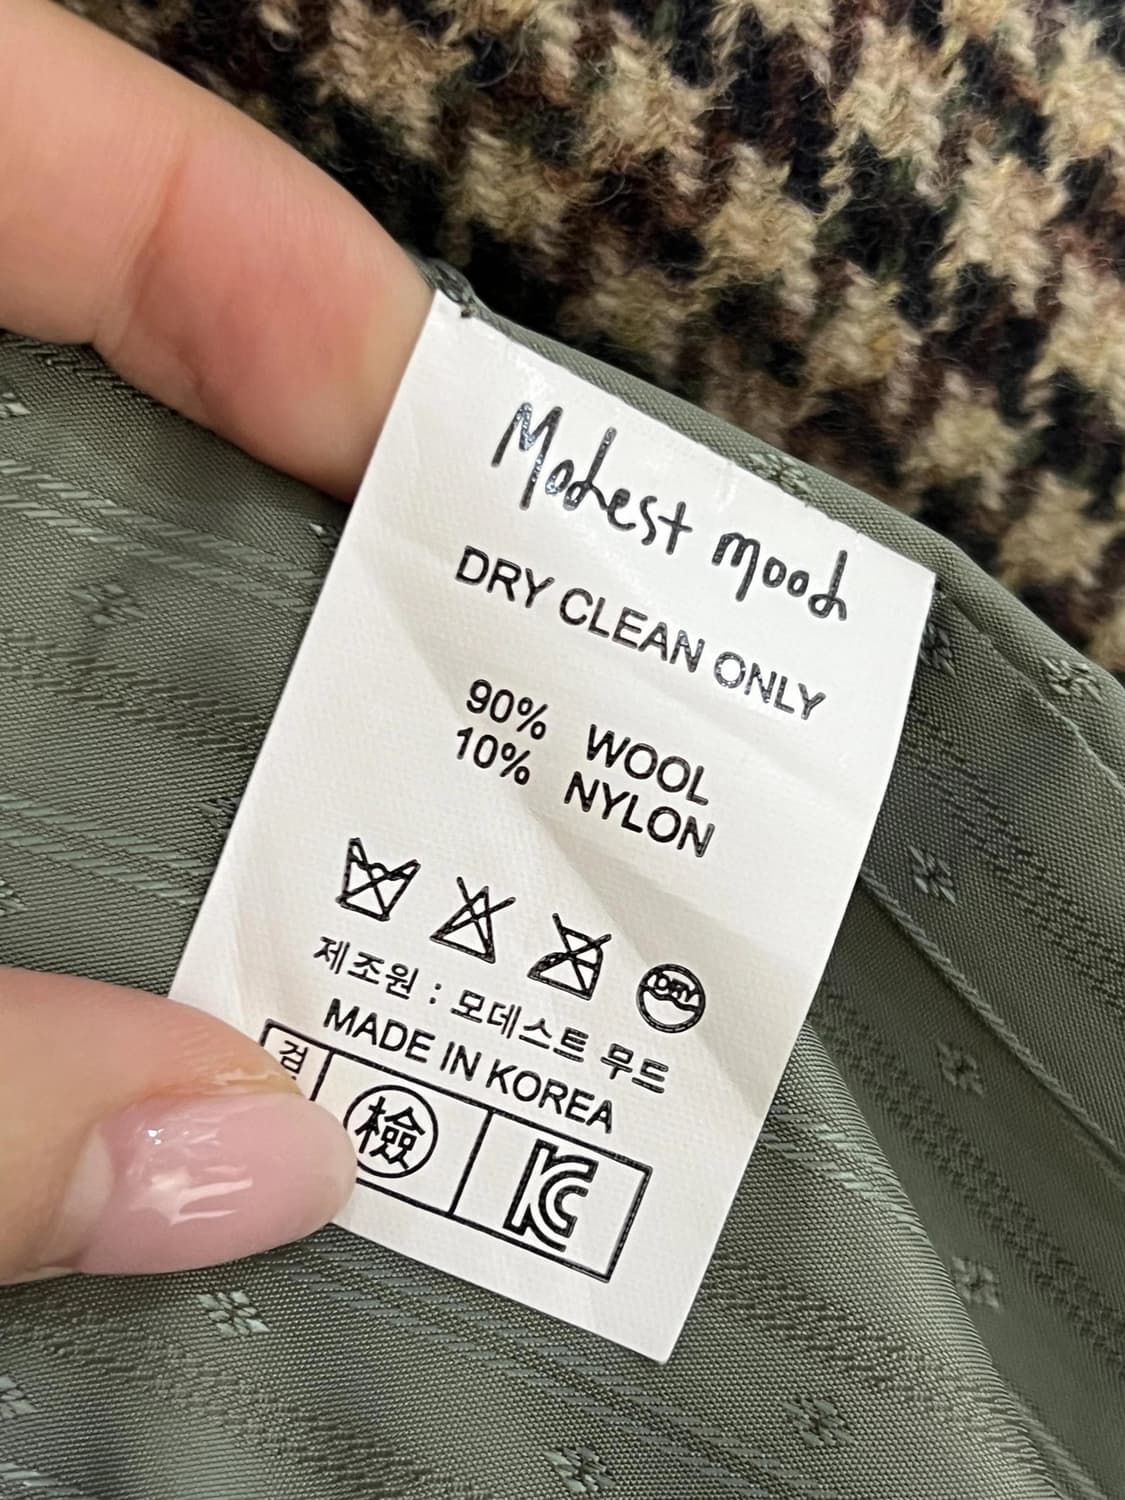 Modest mood
DRY CLEAN ONLY
90% WOOL
10% NYLON
DRY
제조원 : 모데스트 무드
MADE IN KOREA
검
檢
KC